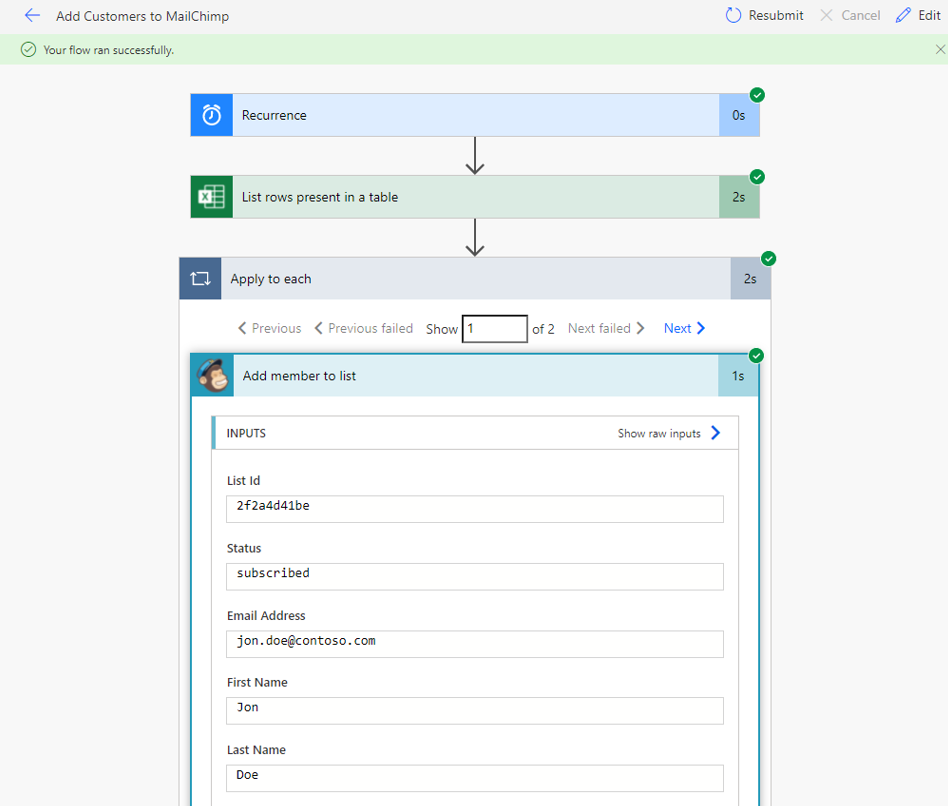 Add Customers to MailChimp Resubmit Cancel Edit
Your flow ran successfully.
Recurrence 0s
List rows present in a table 2s
Apply to each 2s
Previous Previous failed Show 1 of 2 Next failed Next
Add member to list 1s
INPUTS Show raw inputs
List Id
2f2a4d41be
Status
subscribed
Email Address
jon.doe@contoso.com
First Name
Jon
Last Name
Doe